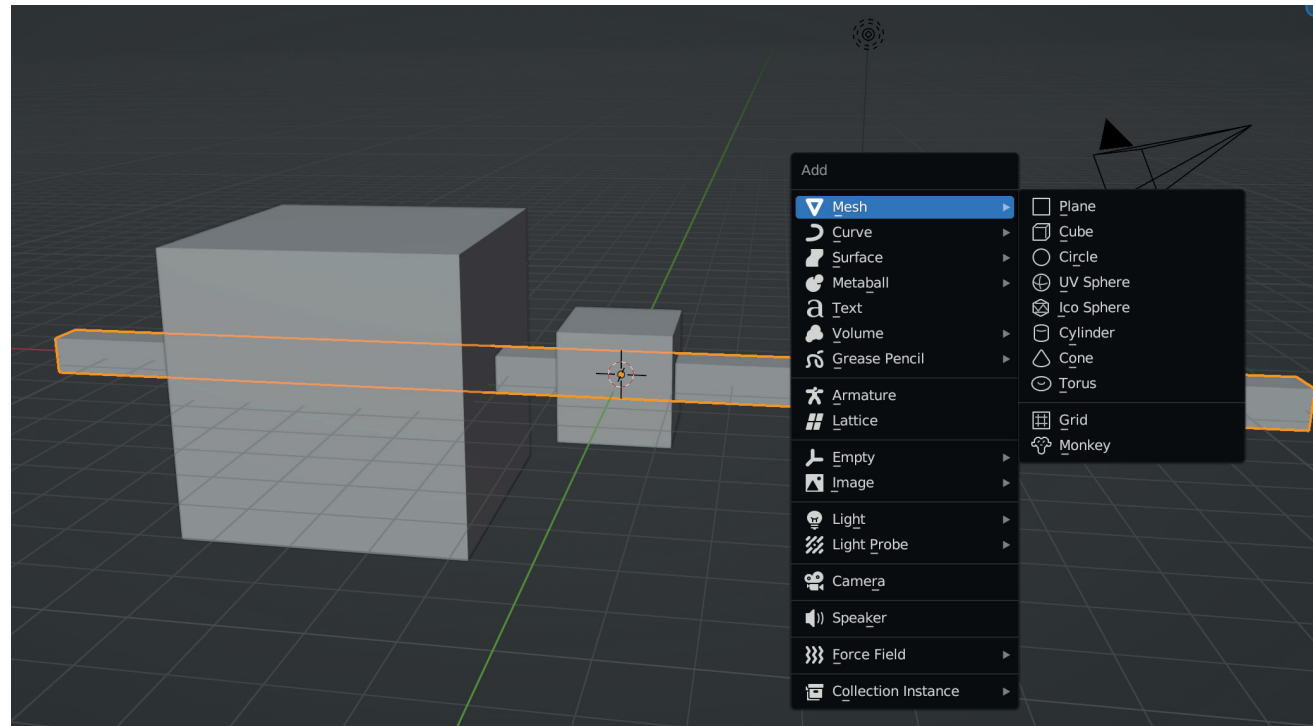 Add
Mesh
Curve
Surface
Metaball
Text
Volume
Grease Pencil
Armature
Lattice
Empty
Image
Light
Light Probe
Camera
Speaker
Force Field
Collection Instance
Plane
Cube
Circle
UV Sphere
Ico Sphere
Cylinder
Cone
Torus
Grid
Monkey